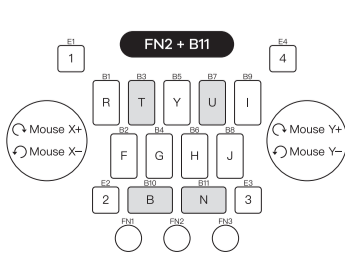 FN2 + B11
E1
E4
1
4
B1 B3 B5 B7 B9
R T Y U I
Mouse X+
Mouse X–
Mouse Y+
Mouse Y–
B2 B4 B6 B8
F G H J
E2 B10 B11 E3
2 B N 3
FN1 FN2 FN3